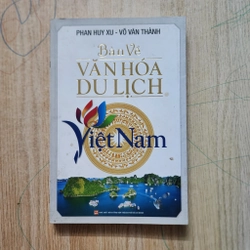 PHAN HUY XU - VÕ VĂN THÀNH
Bàn Về
VĂN HÓA
DU LỊCH
Việt Nam